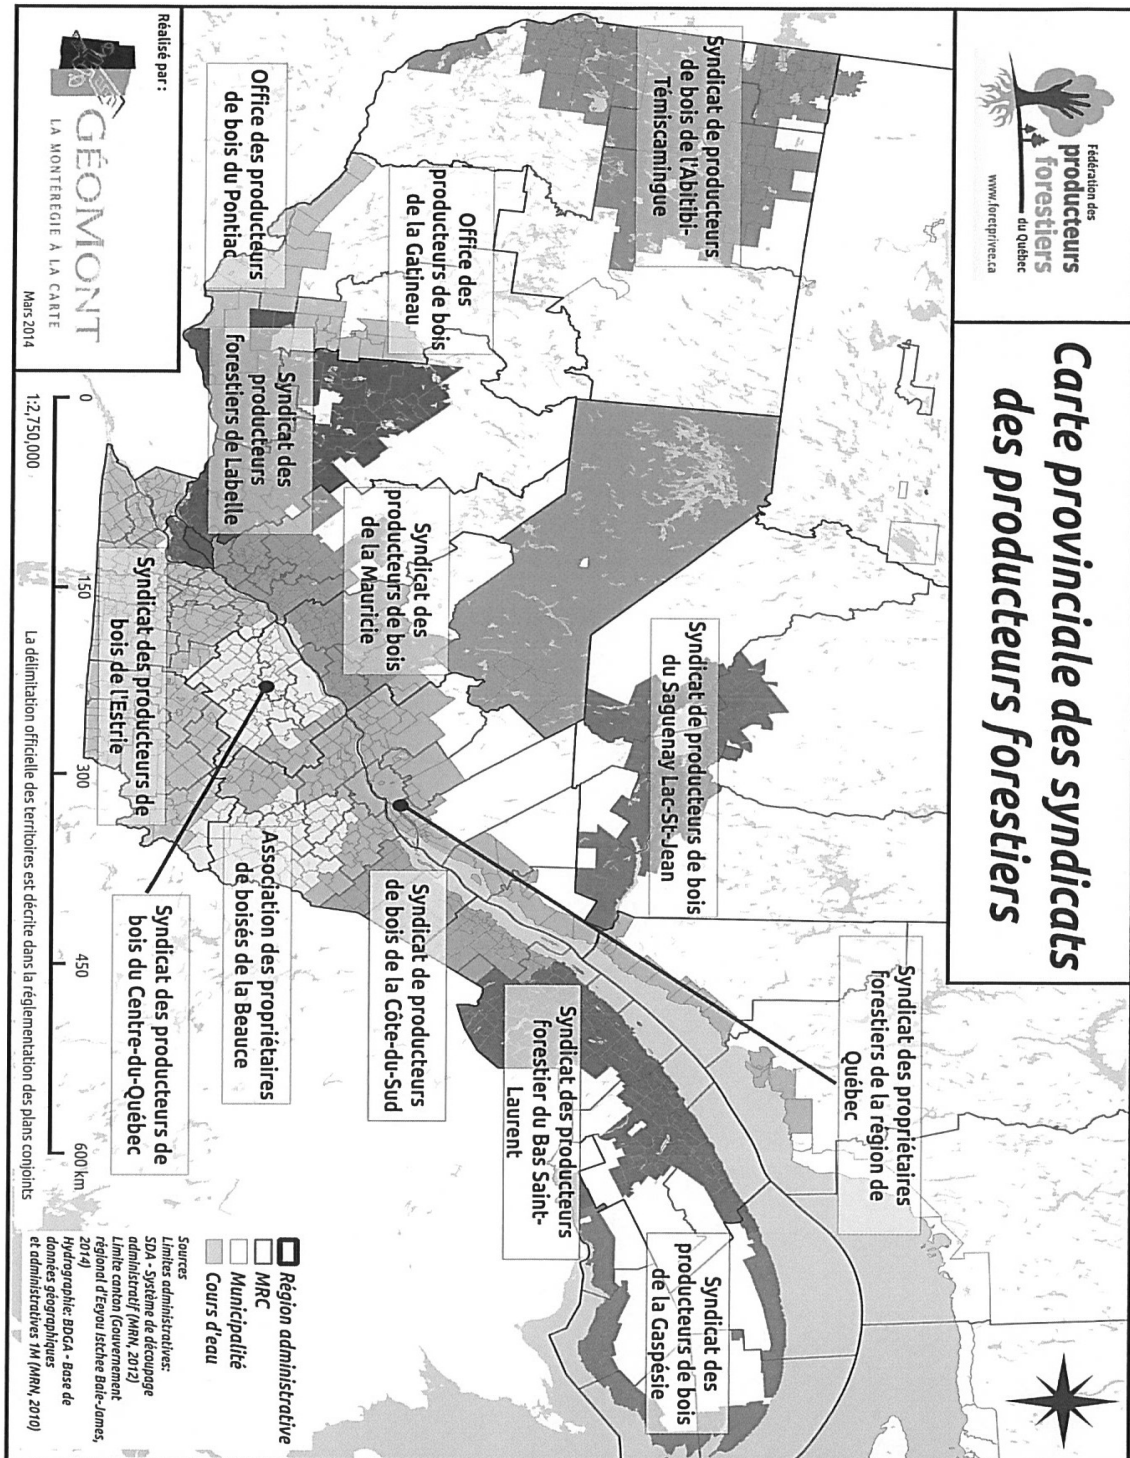 Fédération des
producteurs
forestiers
du Québec
www.foretprivee.ca
Carte provinciale des syndicats
des producteurs forestiers
Syndicat de producteurs
de bois de l'Abitibi-
Témiscamingue
Office des
producteurs de bois
de la Gatineau
Office des producteurs
de bois du Pontiac
Syndicat des
producteurs
forestiers de Labelle
Syndicat des
producteurs de bois
de la Mauricie
Syndicat de producteurs de bois
du Saguenay Lac-St-Jean
Syndicat des propriétaires
forestiers de la région de
Québec
Syndicat des producteurs de
bois de l'Estrie
Syndicat des producteurs de
bois du Centre-du-Québec
Association des propriétaires
de boisés de la Beauce
Syndicat de producteurs
de bois de la Côte-du-Sud
Syndicat des producteurs
forestier du Bas Saint-
Laurent
Syndicat des
producteurs de bois
de la Gaspésie
Réalisé par :
GÉOMONT
LA MONTÉRÉGIE À LA CARTE
Mars 2014
0 150 300 450 600 km
1:2,750,000
La délimitation officielle des territoires est décrite dans la réglementation des plans conjoints
Région administrative
MRC
Municipalité
Cours d'eau
Sources
Limites administratives:
SDA - Système de découpage
administratif (MRN, 2012)
Limite canton (Gouvernement
régional d'Eeyou Istchee Baie-James,
2014)
Hydrographie: BDGA - Base de
données géographiques
et administratives 1M (MRN, 2010)